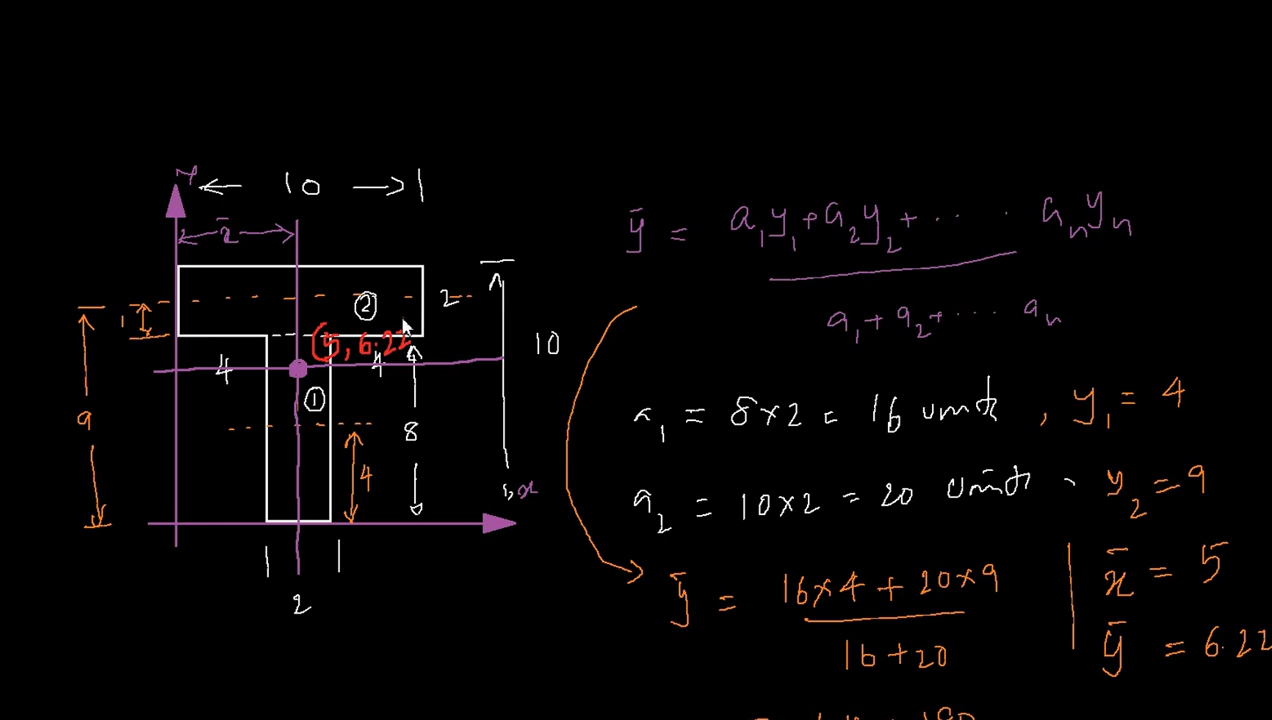 y
10
x̄
2
②
1
(5, 6.22
10
4
4
①
9
8
4
x
2
ȳ = a₁y₁+a₂y₂+ ...... aₙyₙ
a₁+a₂+ .... aₙ
a₁ = 8×2 = 16 units, y₁ = 4
a₂ = 10×2 = 20 units, y₂ = 9
ȳ = 16×4 + 20×9
16+20
x̄ = 5
ȳ = 6.22